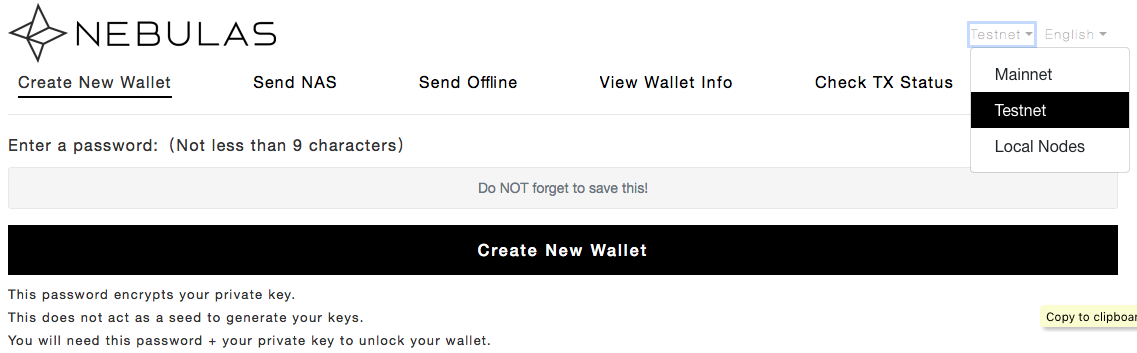 NEBULAS
Testnet English
Create New Wallet Send NAS Send Offline View Wallet Info Check TX Status
Mainnet
Testnet
Local Nodes
Enter a password:（Not less than 9 characters）
Do NOT forget to save this!
Create New Wallet
This password encrypts your private key.
This does not act as a seed to generate your keys.
You will need this password + your private key to unlock your wallet.
Copy to clipboar